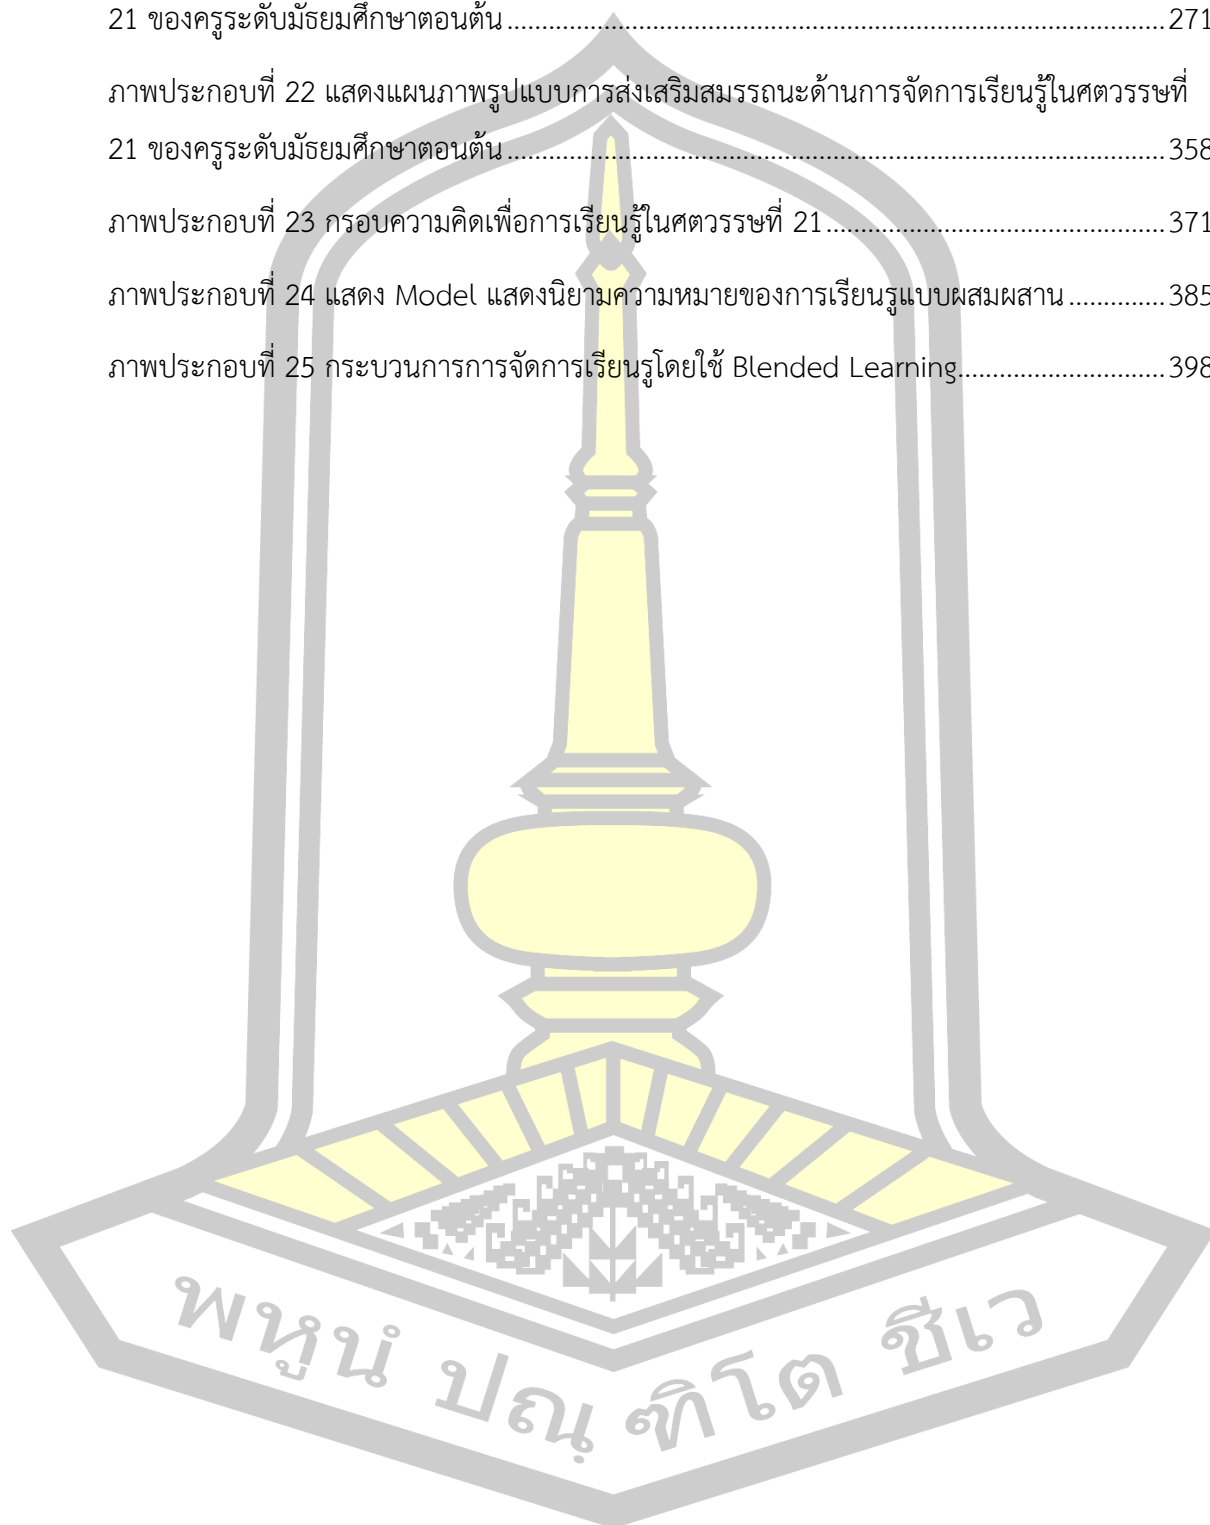 21 ของครูระดับมัธยมศึกษาตอนต้น.....................................................................................................................271
ภาพประกอบที่ 22 แสดงแผนภาพรูปแบบการส่งเสริมสมรรถนะด้านการจัดการเรียนรู้ในศตวรรษที่
21 ของครูระดับมัธยมศึกษาตอนต้น.....................................................................................................................358
ภาพประกอบที่ 23 กรอบความคิดเพื่อการเรียนรู้ในศตวรรษที่ 21............................................................371
ภาพประกอบที่ 24 แสดง Model แสดงนิยามความหมายของการเรียนรูแบบผสมผสาน.................385
ภาพประกอบที่ 25 กระบวนการการจัดการเรียนรูโดยใช้ Blended Learning.....................................398
พหูนํ ปณฺฑิโต ชีเว